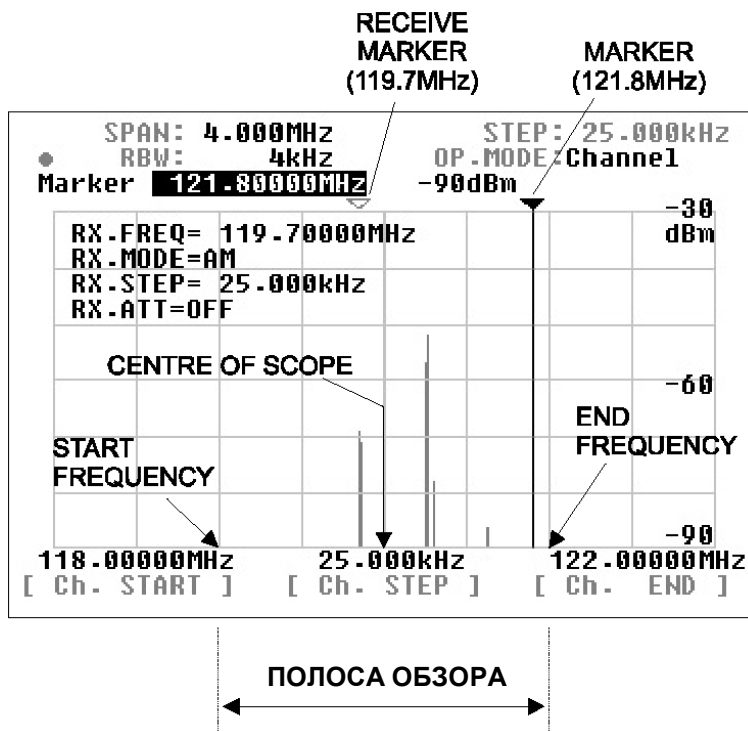 RECEIVE
MARKER
(119.7MHz)
MARKER
(121.8MHz)
SPAN: 4.000MHz STEP: 25.000kHz
RBW: 4kHz OP.MODE:Channel
Marker 121.80000MHz -90dBm
-30
dBm
RX.FREQ= 119.70000MHz
RX.MODE=AM
RX.STEP= 25.000kHz
RX.ATT=OFF
CENTRE OF SCOPE
-60
START
FREQUENCY
END
FREQUENCY
-90
118.00000MHz 25.000kHz 122.00000MHz
[ Ch. START ] [ Ch. STEP ] [ Ch. END ]
ПОЛОСА ОБЗОРА